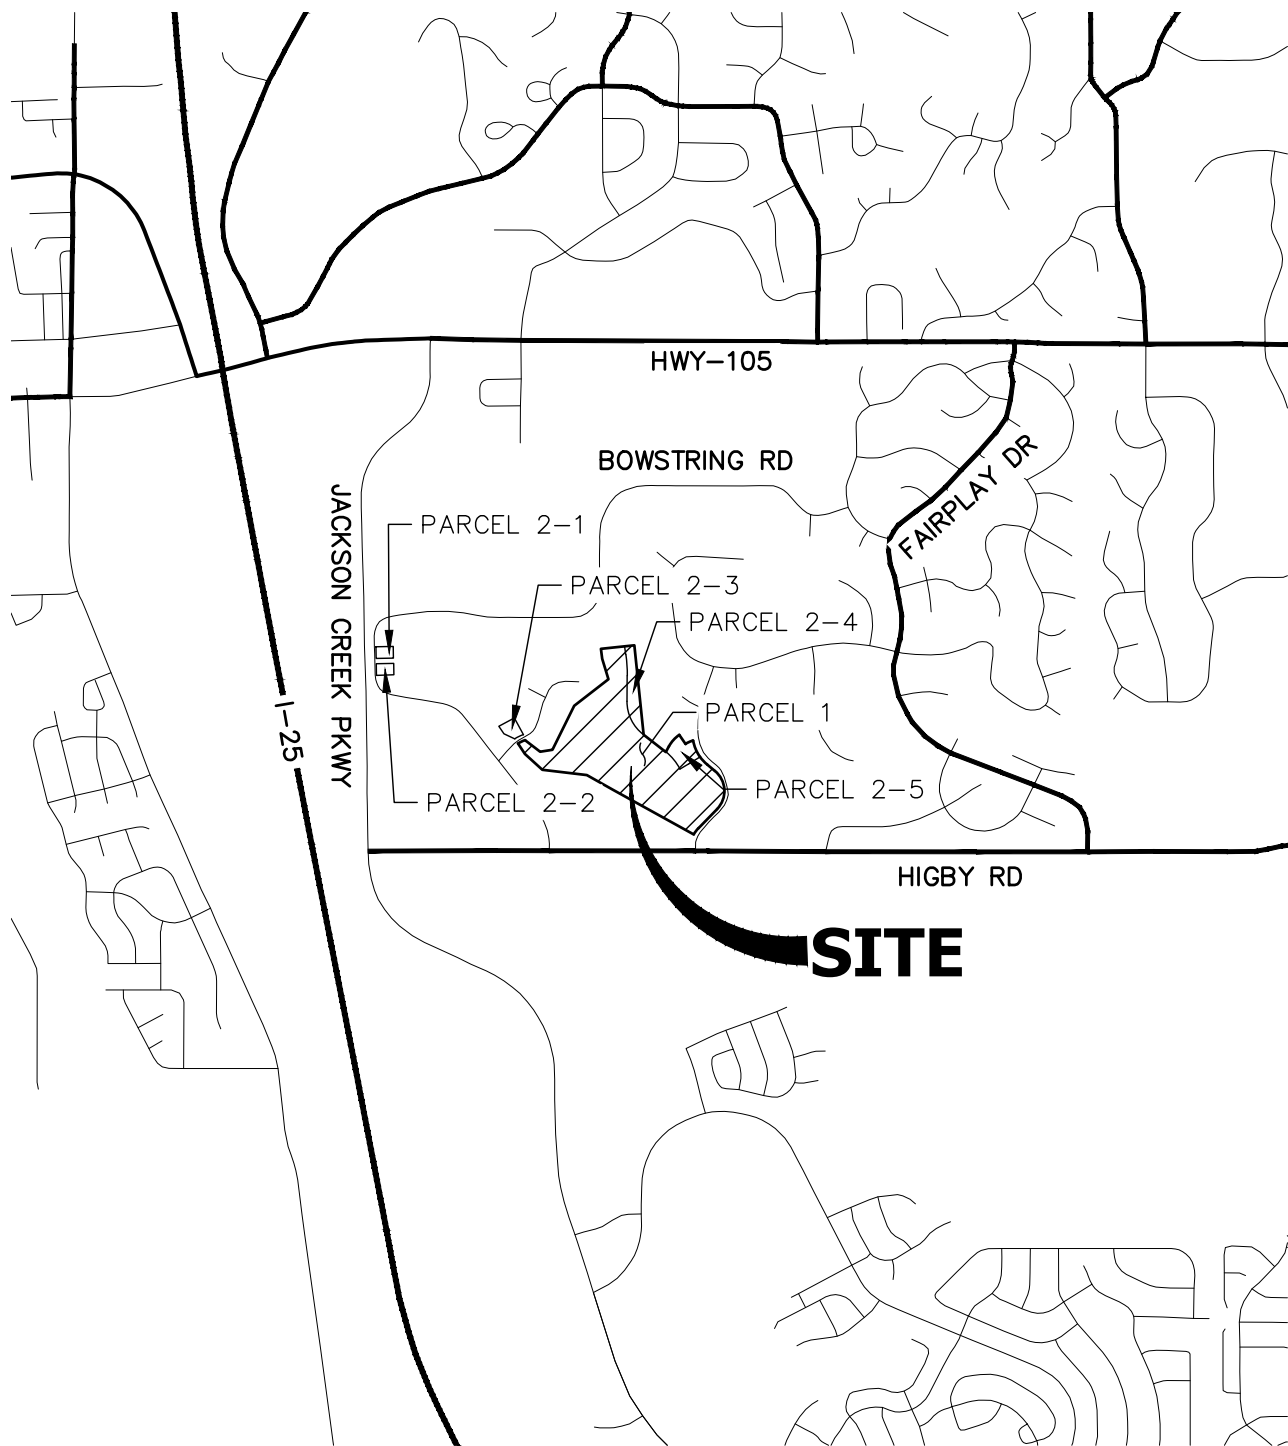 HWY-105
BOWSTRING RD
FAIRPLAY DR
JACKSON CREEK PKWY
PARCEL 2-1
PARCEL 2-3
PARCEL 2-4
PARCEL 1
I-25
PARCEL 2-5
PARCEL 2-2
HIGBY RD
SITE